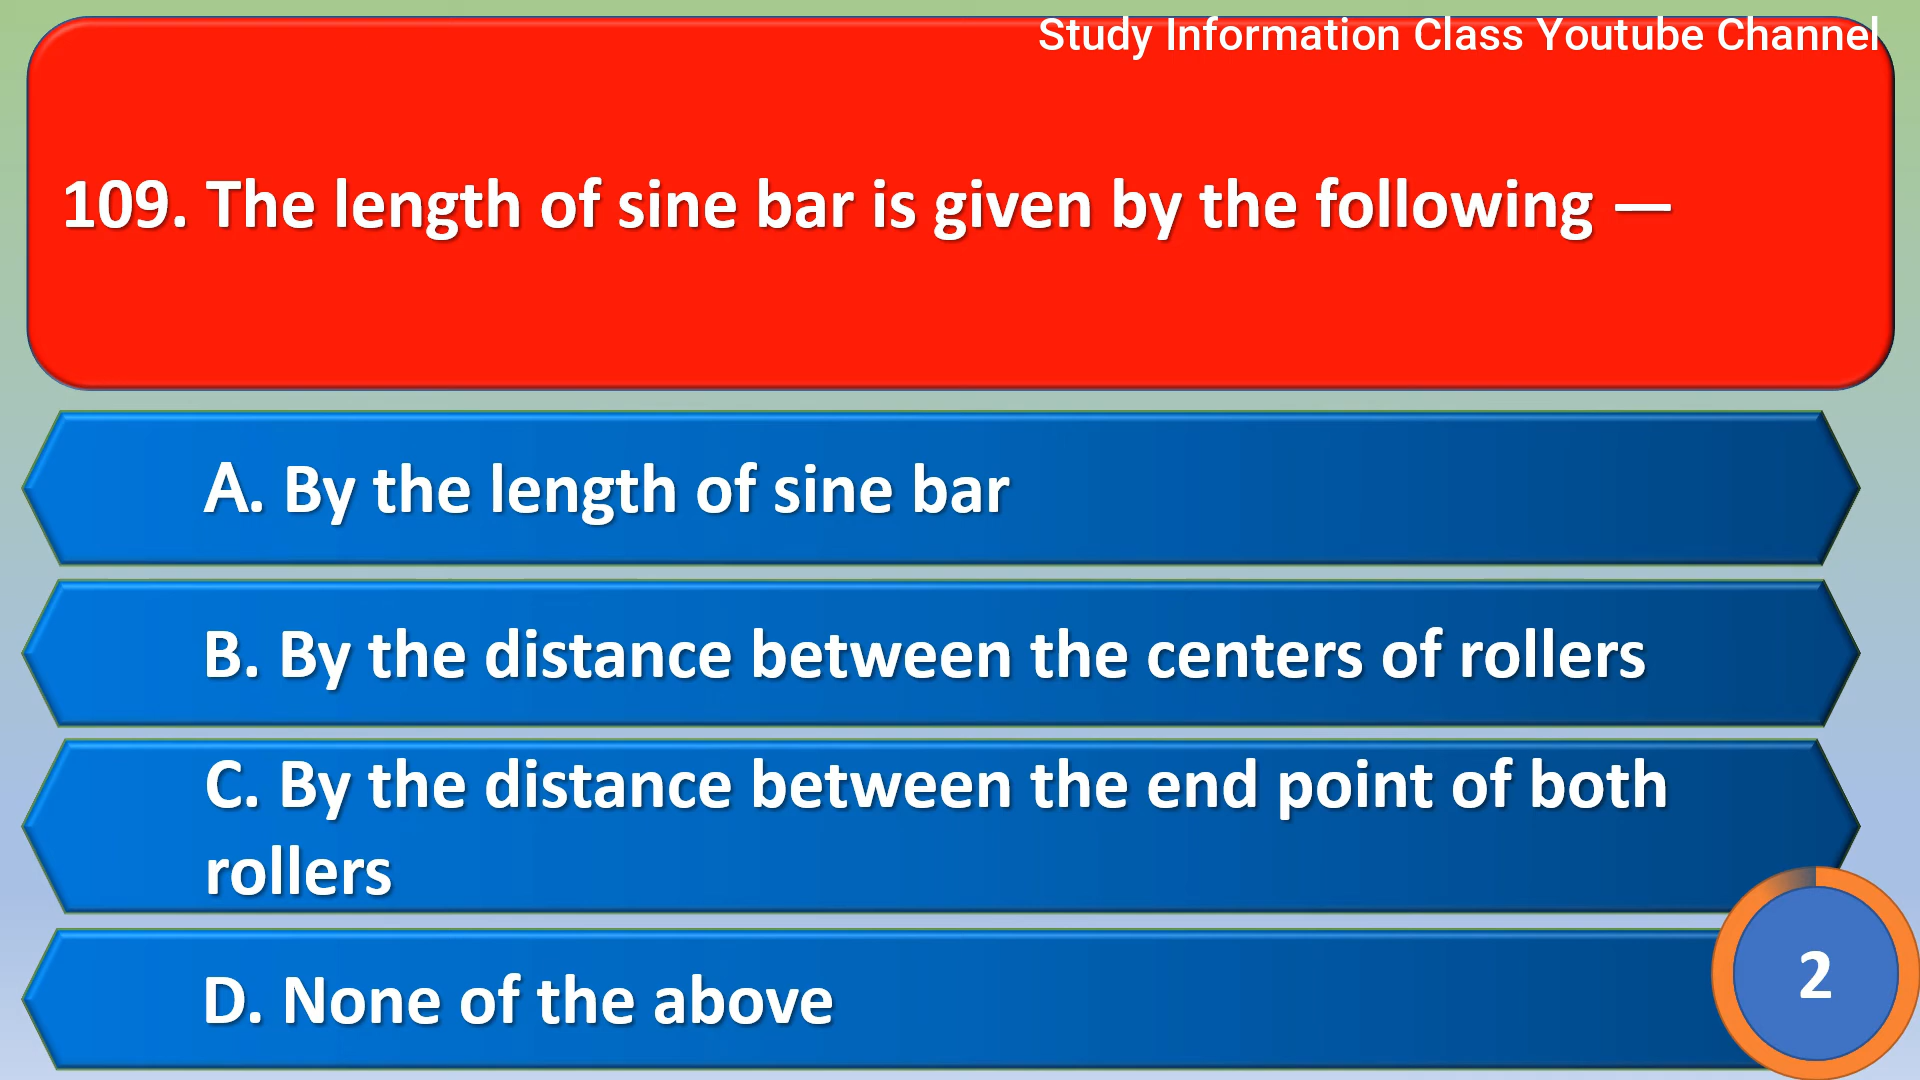 Study Information Class Youtube Channel
109. The length of sine bar is given by the following —
A. By the length of sine bar
B. By the distance between the centers of rollers
C. By the distance between the end point of both
rollers
D. None of the above
2